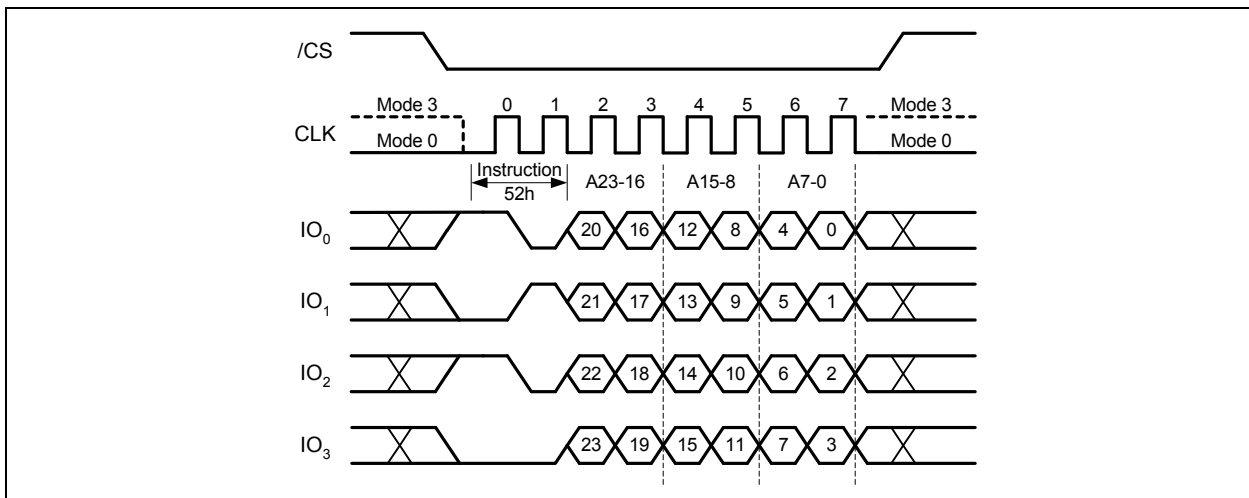 /CS
Mode 3 0 1 2 3 4 5 6 7 Mode 3
CLK
Mode 0 Mode 0
Instruction
52h
A23-16 A15-8 A7-0
IO0 20 16 12 8 4 0
IO1 21 17 13 9 5 1
IO2 22 18 14 10 6 2
IO3 23 19 15 11 7 3